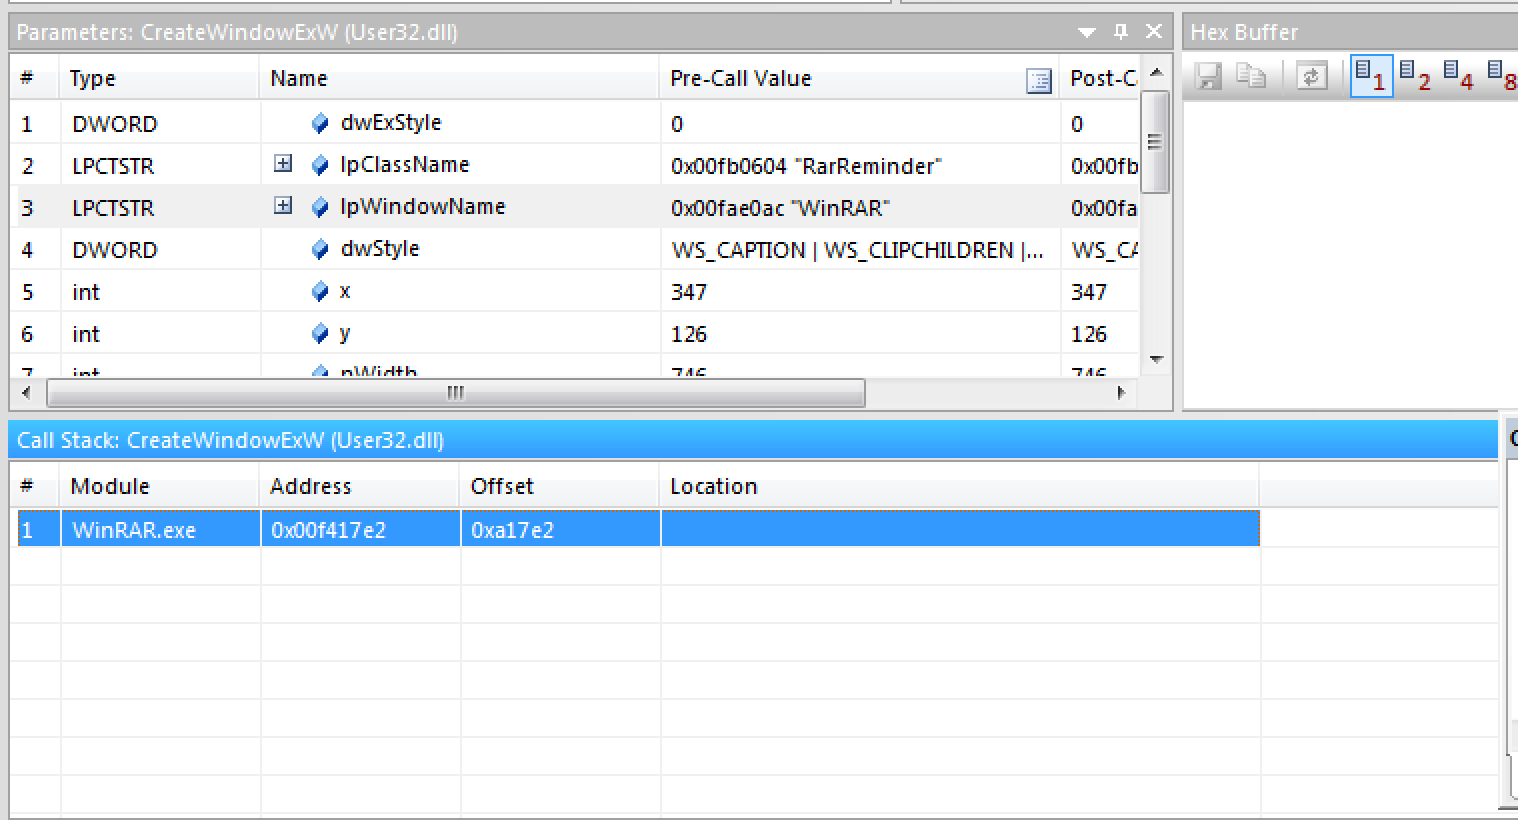 Parameters: CreateWindowExW (User32.dll)
# Type Name Pre-Call Value Post-C
1 DWORD dwExStyle 0 0
2 LPCTSTR lpClassName 0x00fb0604 "RarReminder" 0x00fb
3 LPCTSTR lpWindowName 0x00fae0ac "WinRAR" 0x00fa
4 DWORD dwStyle WS_CAPTION | WS_CLIPCHILDREN |... WS_CA
5 int x 347 347
6 int y 126 126
7 int nWidth 746 746
Hex Buffer
1 2 4 8
Call Stack: CreateWindowExW (User32.dll)
# Module Address Offset Location
1 WinRAR.exe 0x00f417e2 0xa17e2